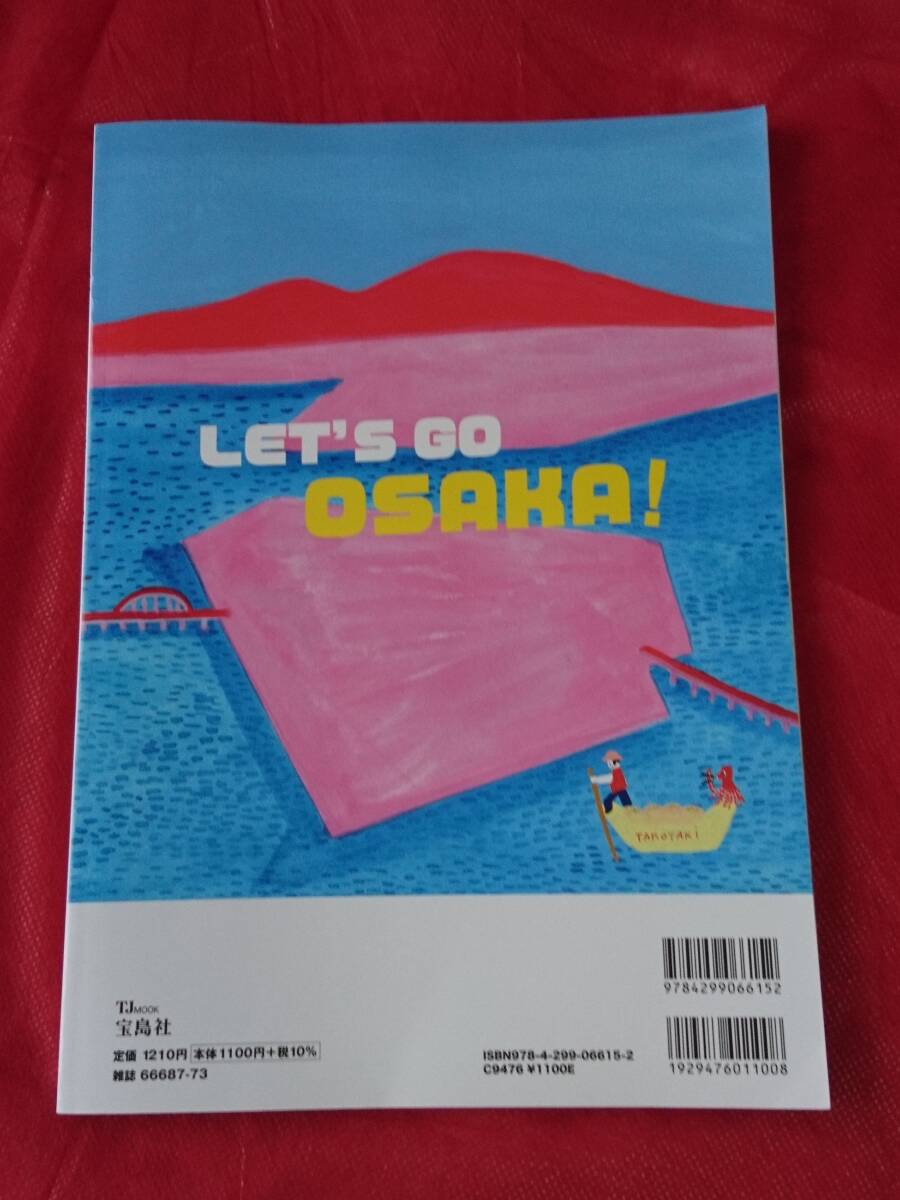 LET'S GO
OSAKA!
TAKOYAKI
9784299066152
TJMOOK
宝島社
定価 1210円 本体1100円+税10%
雑誌 66687-73
ISBN978-4-299-06615-2
C9476 ¥1100E
1929476011008